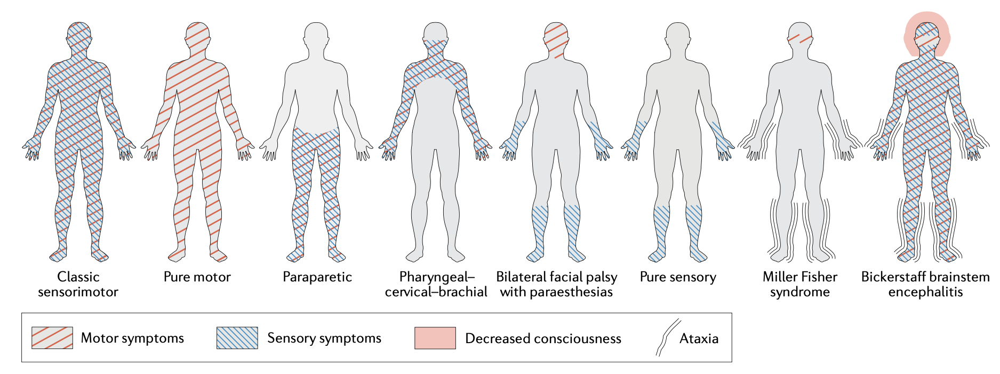 Classic
sensorimotor
Pure motor
Paraparetic
Pharyngeal–
cervical–brachial
Bilateral facial palsy
with paraesthesias
Pure sensory
Miller Fisher
syndrome
Bickerstaff brainstem
encephalitis
Motor symptoms
Sensory symptoms
Decreased consciousness
Ataxia